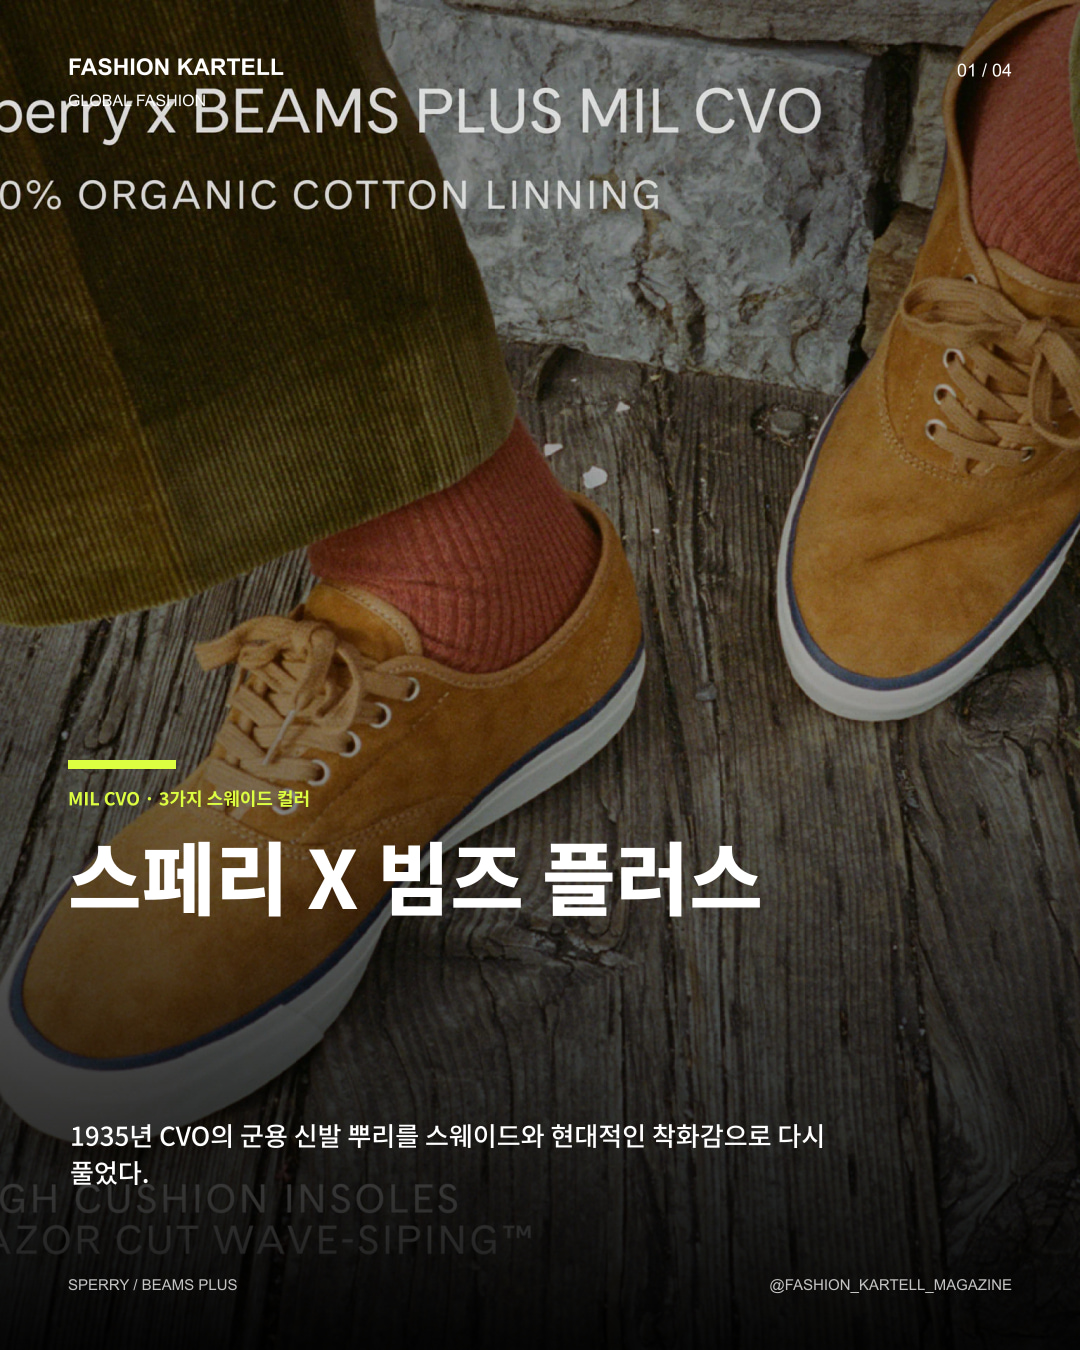 FASHION KARTELL
01 / 04
GLOBAL FASHION
perry x BEAMS PLUS MIL CVO
0% ORGANIC COTTON LINNING
MIL CVO · 3가지 스웨이드 컬러
스페리 X 빔즈 플러스
1935년 CVO의 군용 신발 뿌리를 스웨이드와 현대적인 착화감으로 다시
풀었다.
GH CUSHION INSOLES
AZOR CUT WAVE-SIPING™
SPERRY / BEAMS PLUS
@FASHION_KARTELL_MAGAZINE